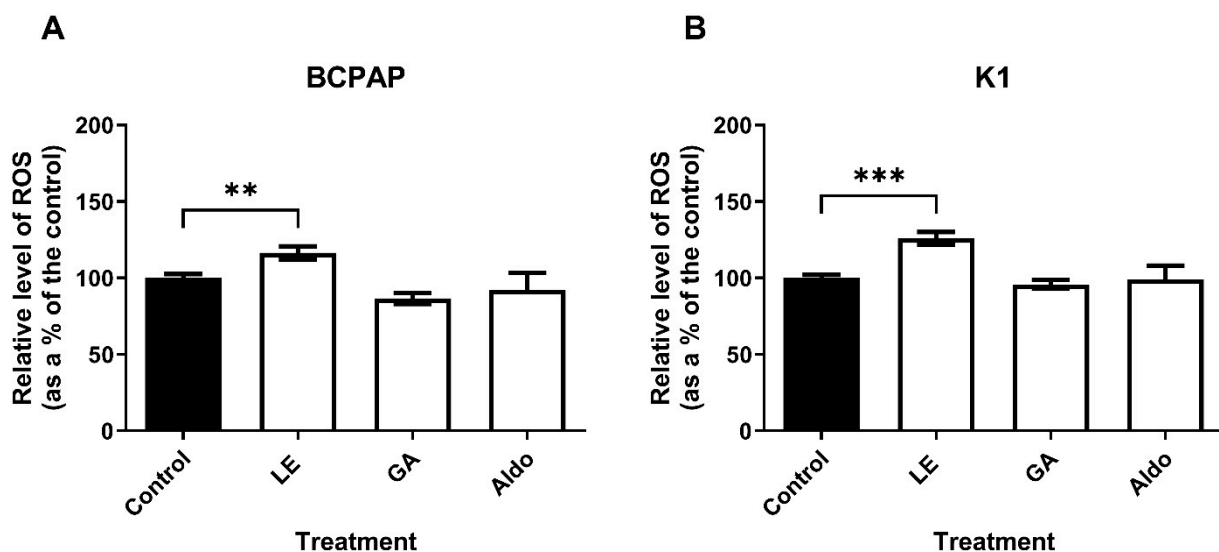 A
BCPAP
Relative level of ROS
(as a % of the control)
200
150
100
50
0
**
Control
LE
GA
Aldo
Treatment
B
K1
Relative level of ROS
(as a % of the control)
200
150
100
50
0
***
Control
LE
GA
Aldo
Treatment